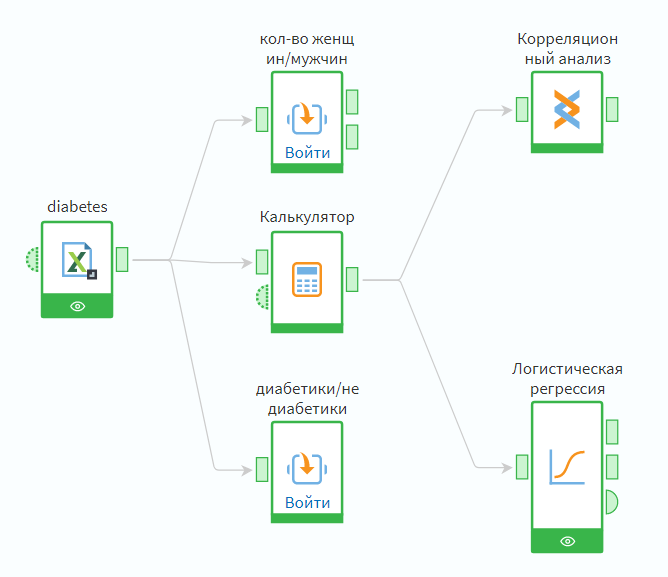 кол-во женщ
ин/мужчин
Войти
Корреляцион
ный анализ
diabetes
Калькулятор
диабетики/не
диабетики
Войти
Логистическая
регрессия